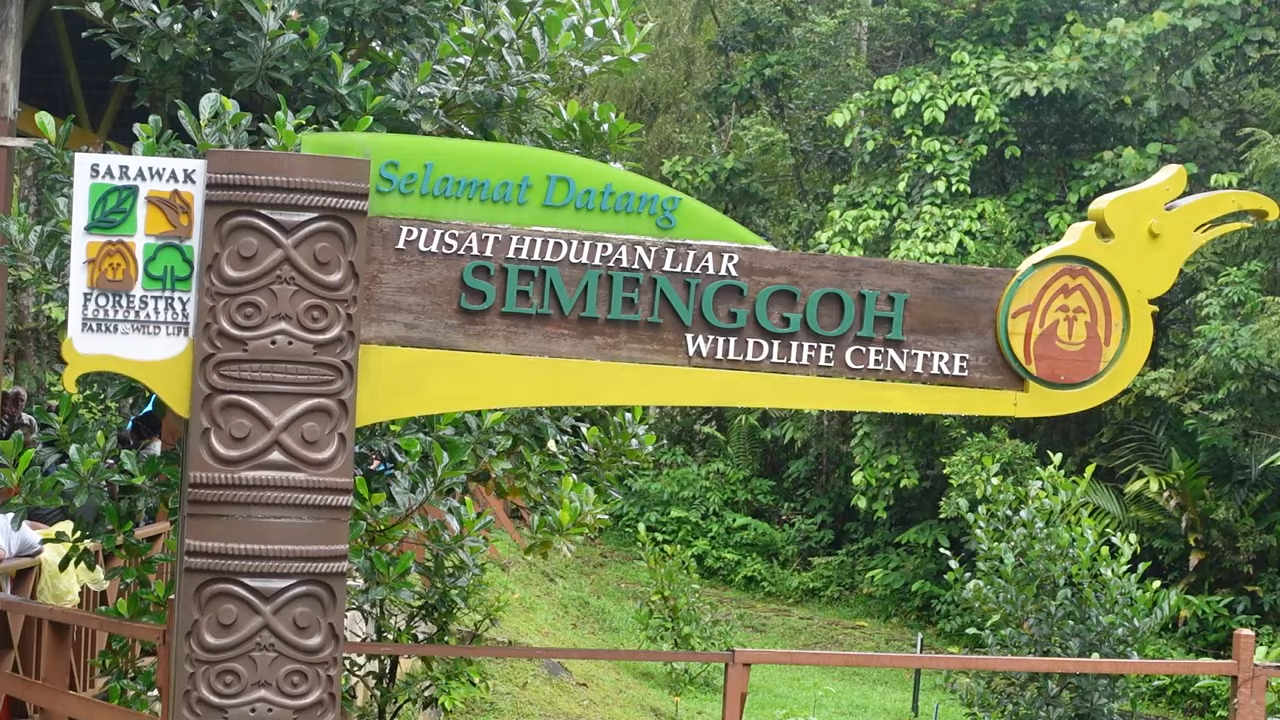 SARAWAK
FORESTRY
CORPORATION
PARKS & WILD LIFE
Selamat Datang
PUSAT HIDUPAN LIAR
SEMENGGOH
WILDLIFE CENTRE